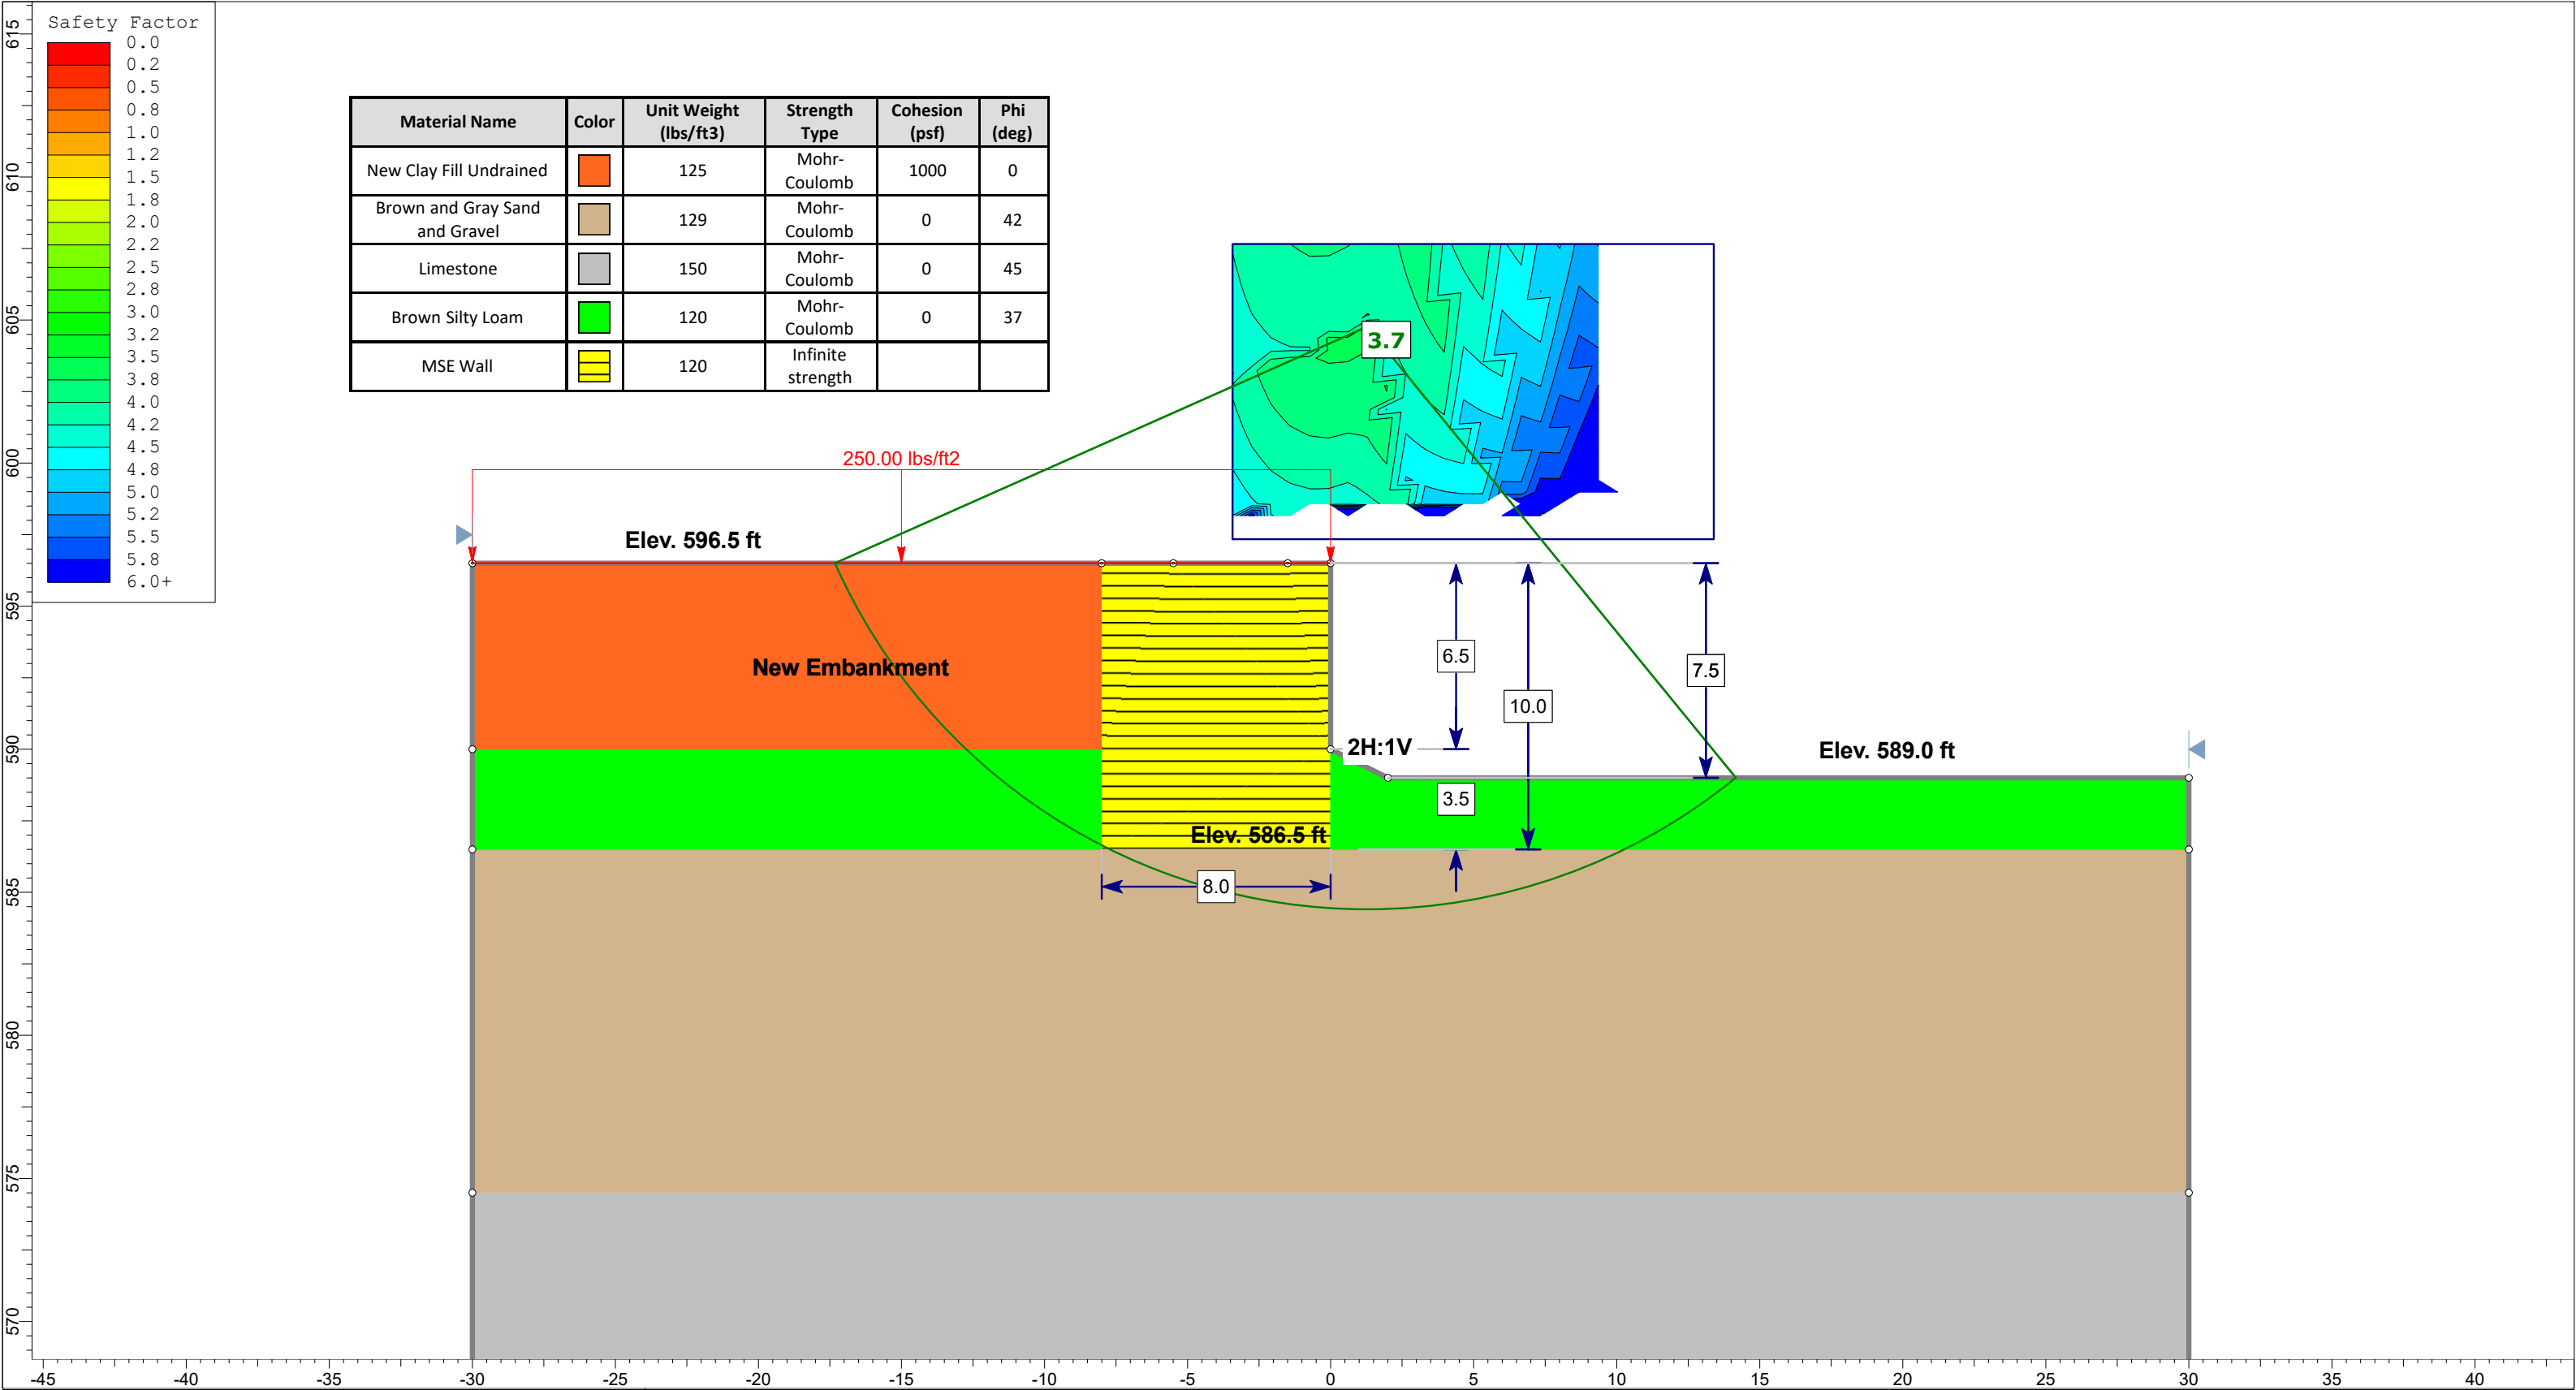 Safety Factor
0.0
0.2
0.5
0.8
1.0
1.2
1.5
1.8
2.0
2.2
2.5
2.8
3.0
3.2
3.5
3.8
4.0
4.2
4.5
4.8
5.0
5.2
5.5
5.8
6.0+
Material Name Color Unit Weight (lbs/ft3) Strength Type Cohesion (psf) Phi (deg)
New Clay Fill Undrained 125 Mohr-Coulomb 1000 0
Brown and Gray Sand and Gravel 129 Mohr-Coulomb 0 42
Limestone 150 Mohr-Coulomb 0 45
Brown Silty Loam 120 Mohr-Coulomb 0 37
MSE Wall 120 Infinite strength
3.7
250.00 lbs/ft2
Elev. 596.5 ft
New Embankment
6.5
10.0
7.5
2H:1V
Elev. 589.0 ft
3.5
Elev. 586.5 ft
8.0
615
610
605
600
595
590
585
580
575
570
-45 -40 -35 -30 -25 -20 -15 -10 -5 0 5 10 15 20 25 30 35 40